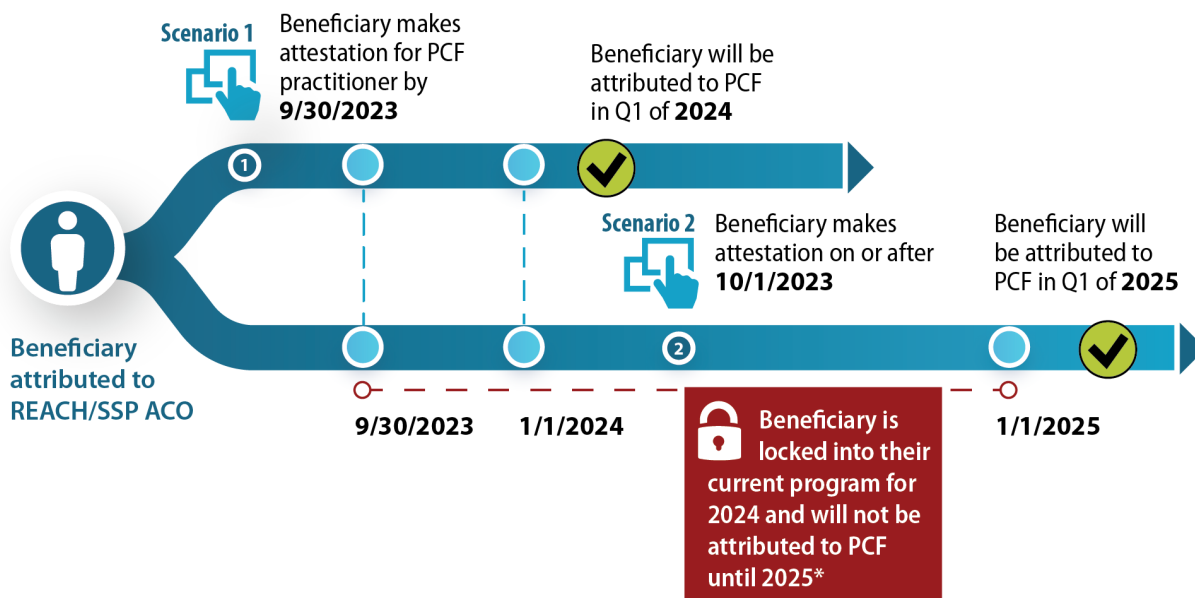 Scenario 1
Beneficiary makes
attestation for PCF
practitioner by
9/30/2023
Beneficiary will be
attributed to PCF
in Q1 of 2024
1
Beneficiary
attributed to
REACH/SSP ACO
Scenario 2
Beneficiary makes
attestation on or after
10/1/2023
Beneficiary will
be attributed to
PCF in Q1 of 2025
2
9/30/2023
1/1/2024
1/1/2025
Beneficiary is
locked into their
current program for
2024 and will not be
attributed to PCF
until 2025*